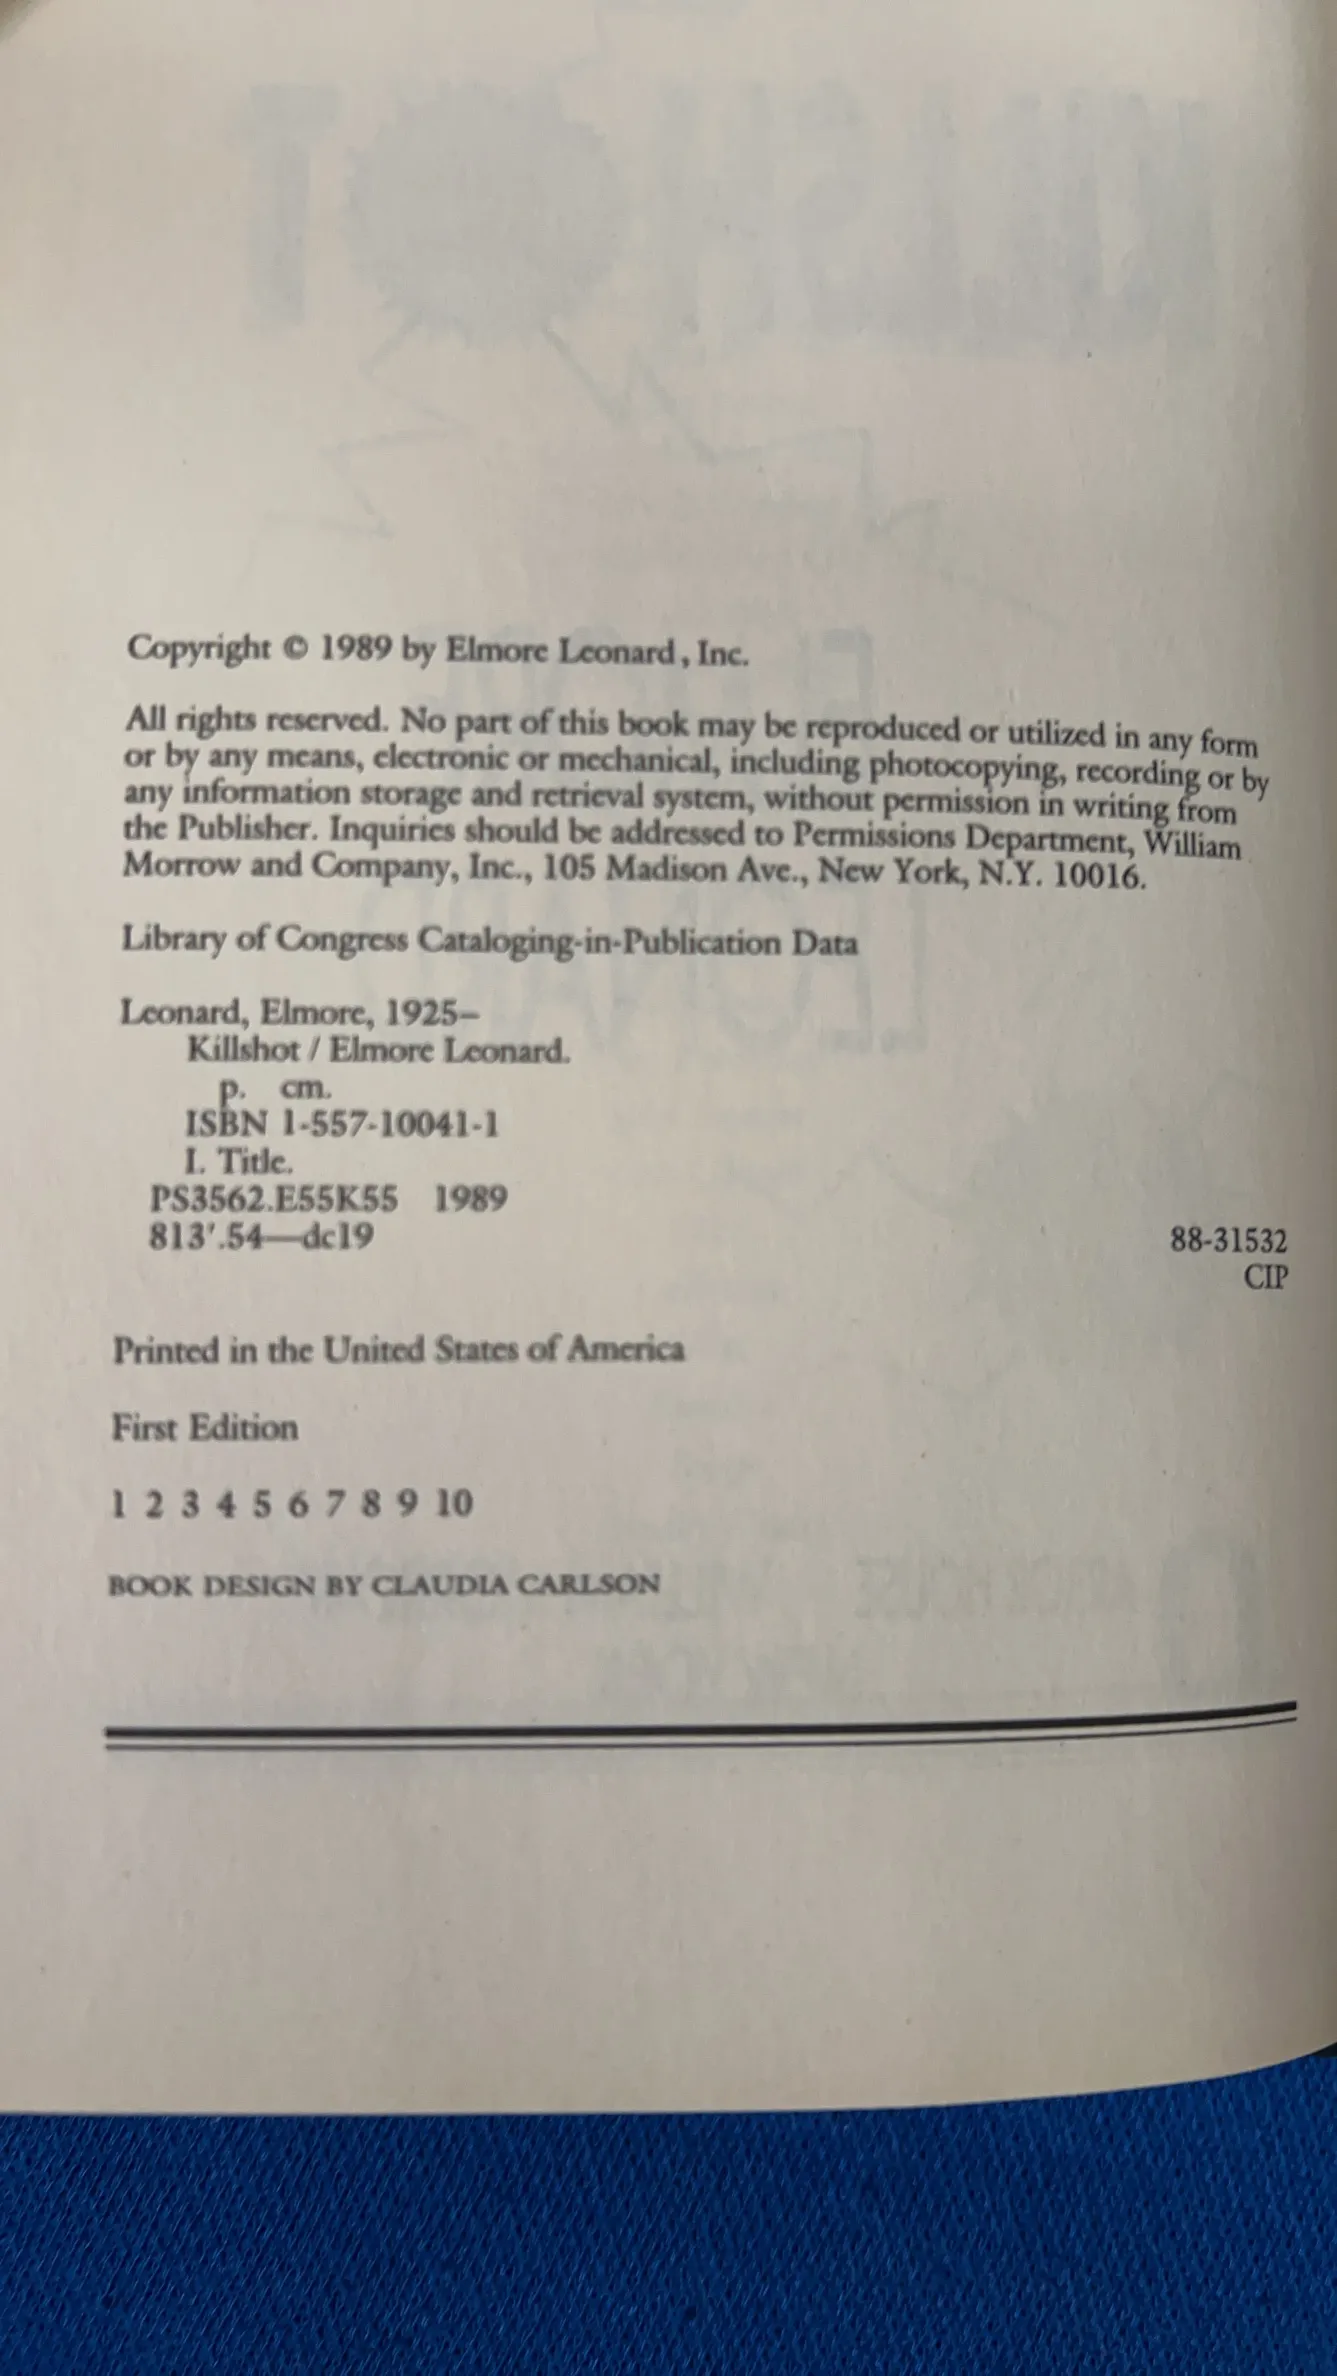 Copyright © 1989 by Elmore Leonard, Inc.
All rights reserved. No part of this book may be reproduced or utilized in any form
or by any means, electronic or mechanical, including photocopying, recording or by
any information storage and retrieval system, without permission in writing from
the Publisher. Inquiries should be addressed to Permissions Department, William
Morrow and Company, Inc., 105 Madison Ave., New York, N.Y. 10016.
Library of Congress Cataloging-in-Publication Data
Leonard, Elmore, 1925–
Killshot / Elmore Leonard.
p. cm.
ISBN 1-557-10041-1
I. Title.
PS3562.E55K55 1989
813'.54—dc19
88-31532
CIP
Printed in the United States of America
First Edition
1 2 3 4 5 6 7 8 9 10
BOOK DESIGN BY CLAUDIA CARLSON